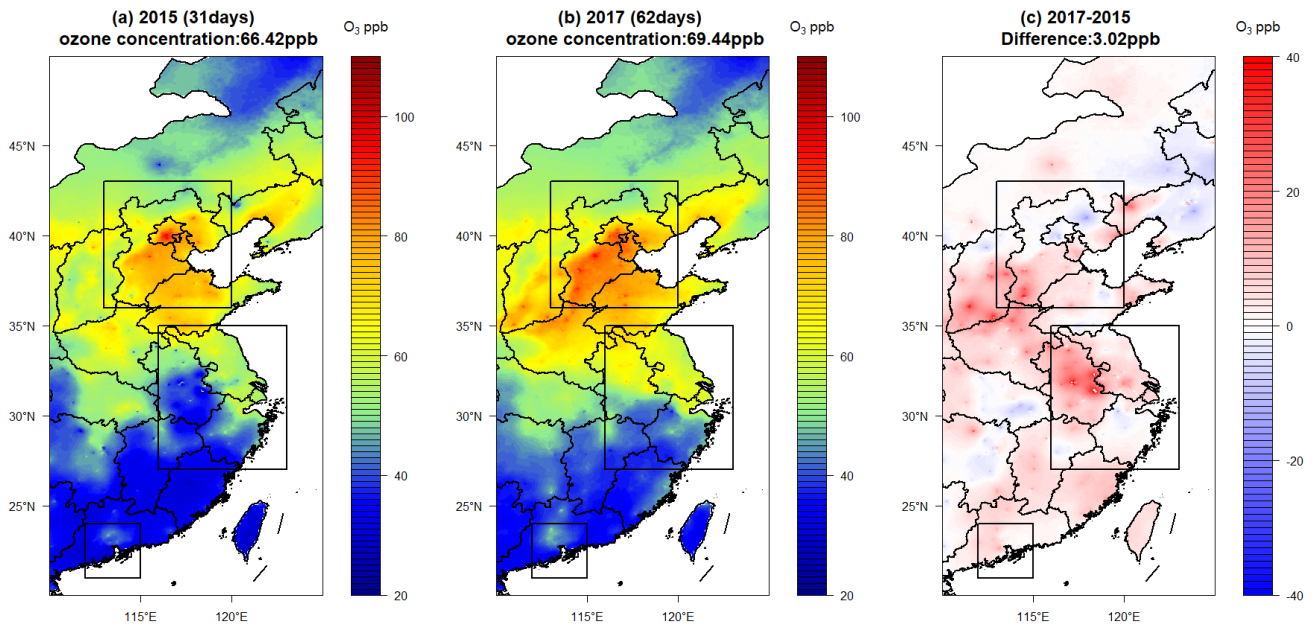 (a) 2015 (31days)
ozone concentration:66.42ppb
O₃ ppb
45°N
40°N
35°N
30°N
25°N
115°E
120°E
100
80
60
40
20
(b) 2017 (62days)
ozone concentration:69.44ppb
O₃ ppb
45°N
40°N
35°N
30°N
25°N
115°E
120°E
100
80
60
40
20
(c) 2017-2015
Difference:3.02ppb
O₃ ppb
45°N
40°N
35°N
30°N
25°N
115°E
120°E
40
20
0
-20
-40